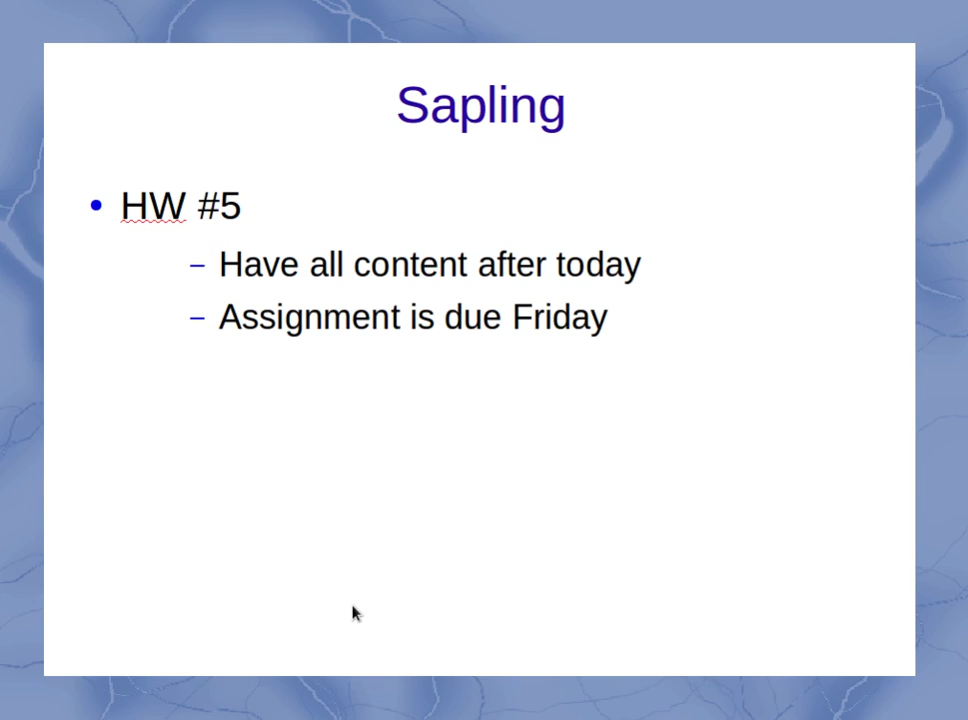 Sapling
• HW #5
– Have all content after today
– Assignment is due Friday